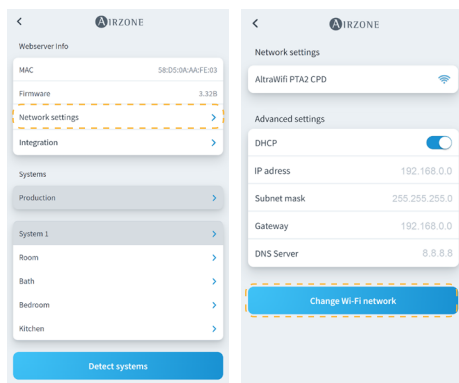 AIRZONE
Webserver Info
MAC 58:D5:0A:AA:FE:03
Firmware 3.32B
Network settings
Integration
Systems
Production
System 1
Room
Bath
Bedroom
Kitchen
Detect systems
AIRZONE
Network settings
AltraWifi PTA2 CPD
Advanced settings
DHCP
IP adress 192.168.0.0
Subnet mask 255.255.255.0
Gateway 192.168.0.0
DNS Server 8.8.8.8
Change Wi-Fi network